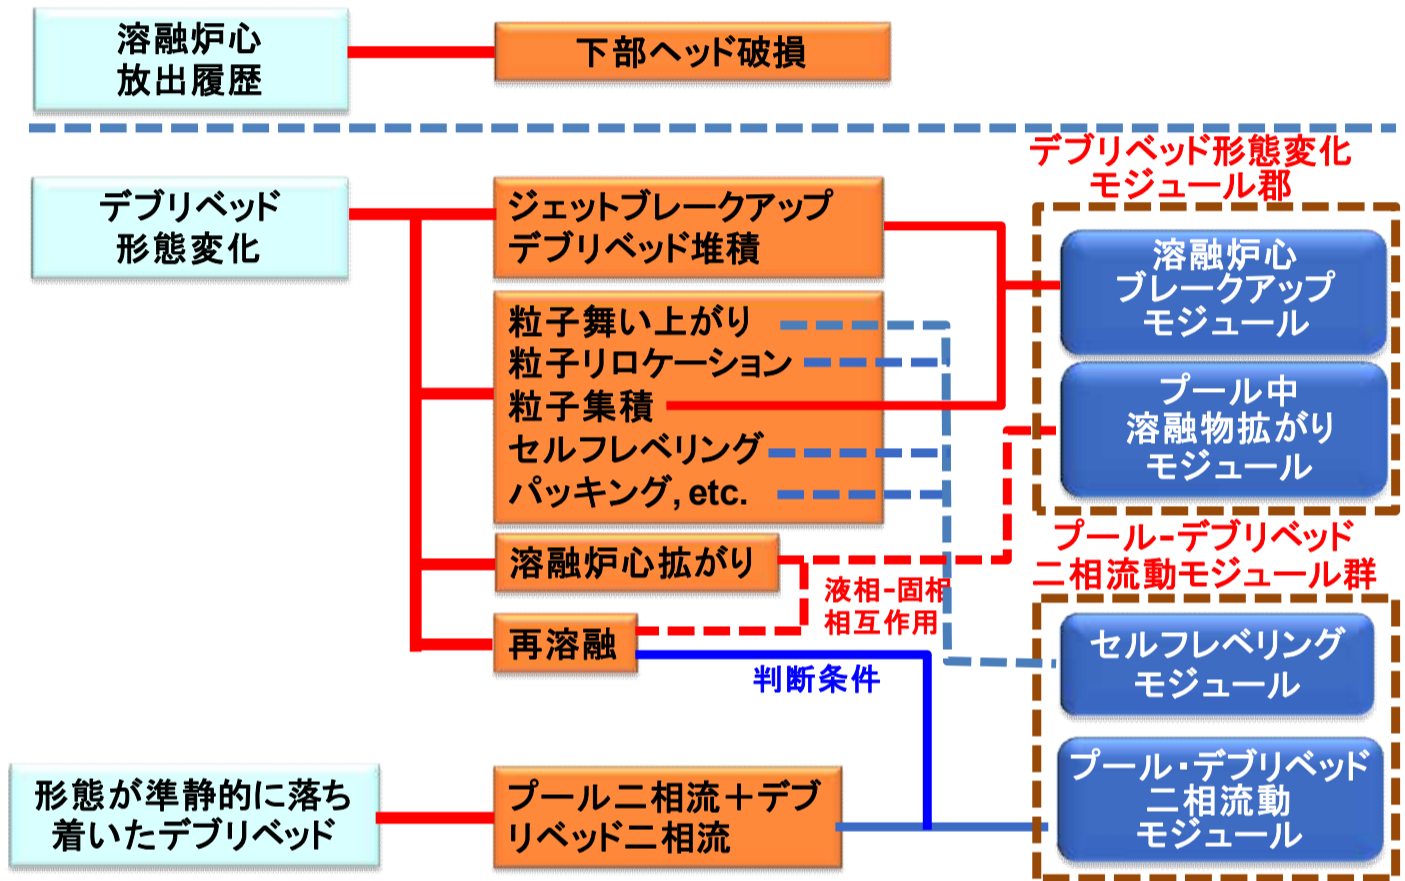 溶融炉心
放出履歴
下部ヘッド破損
デブリベッド形態変化
モジュール郡
デブリベッド
形態変化
ジェットブレークアップ
デブリベッド堆積
溶融炉心
ブレークアップ
モジュール
粒子舞い上がり
粒子リロケーション
粒子集積
セルフレベリング
パッキング, etc.
プール中
溶融物拡がり
モジュール
溶融炉心拡がり
液相-固相
相互作用
再溶融
判断条件
プール-デブリベッド
二相流動モジュール群
セルフレベリング
モジュール
形態が準静的に落ち
着いたデブリベッド
プール二相流＋デブ
リベッド二相流
プール・デブリベッド
二相流動
モジュール